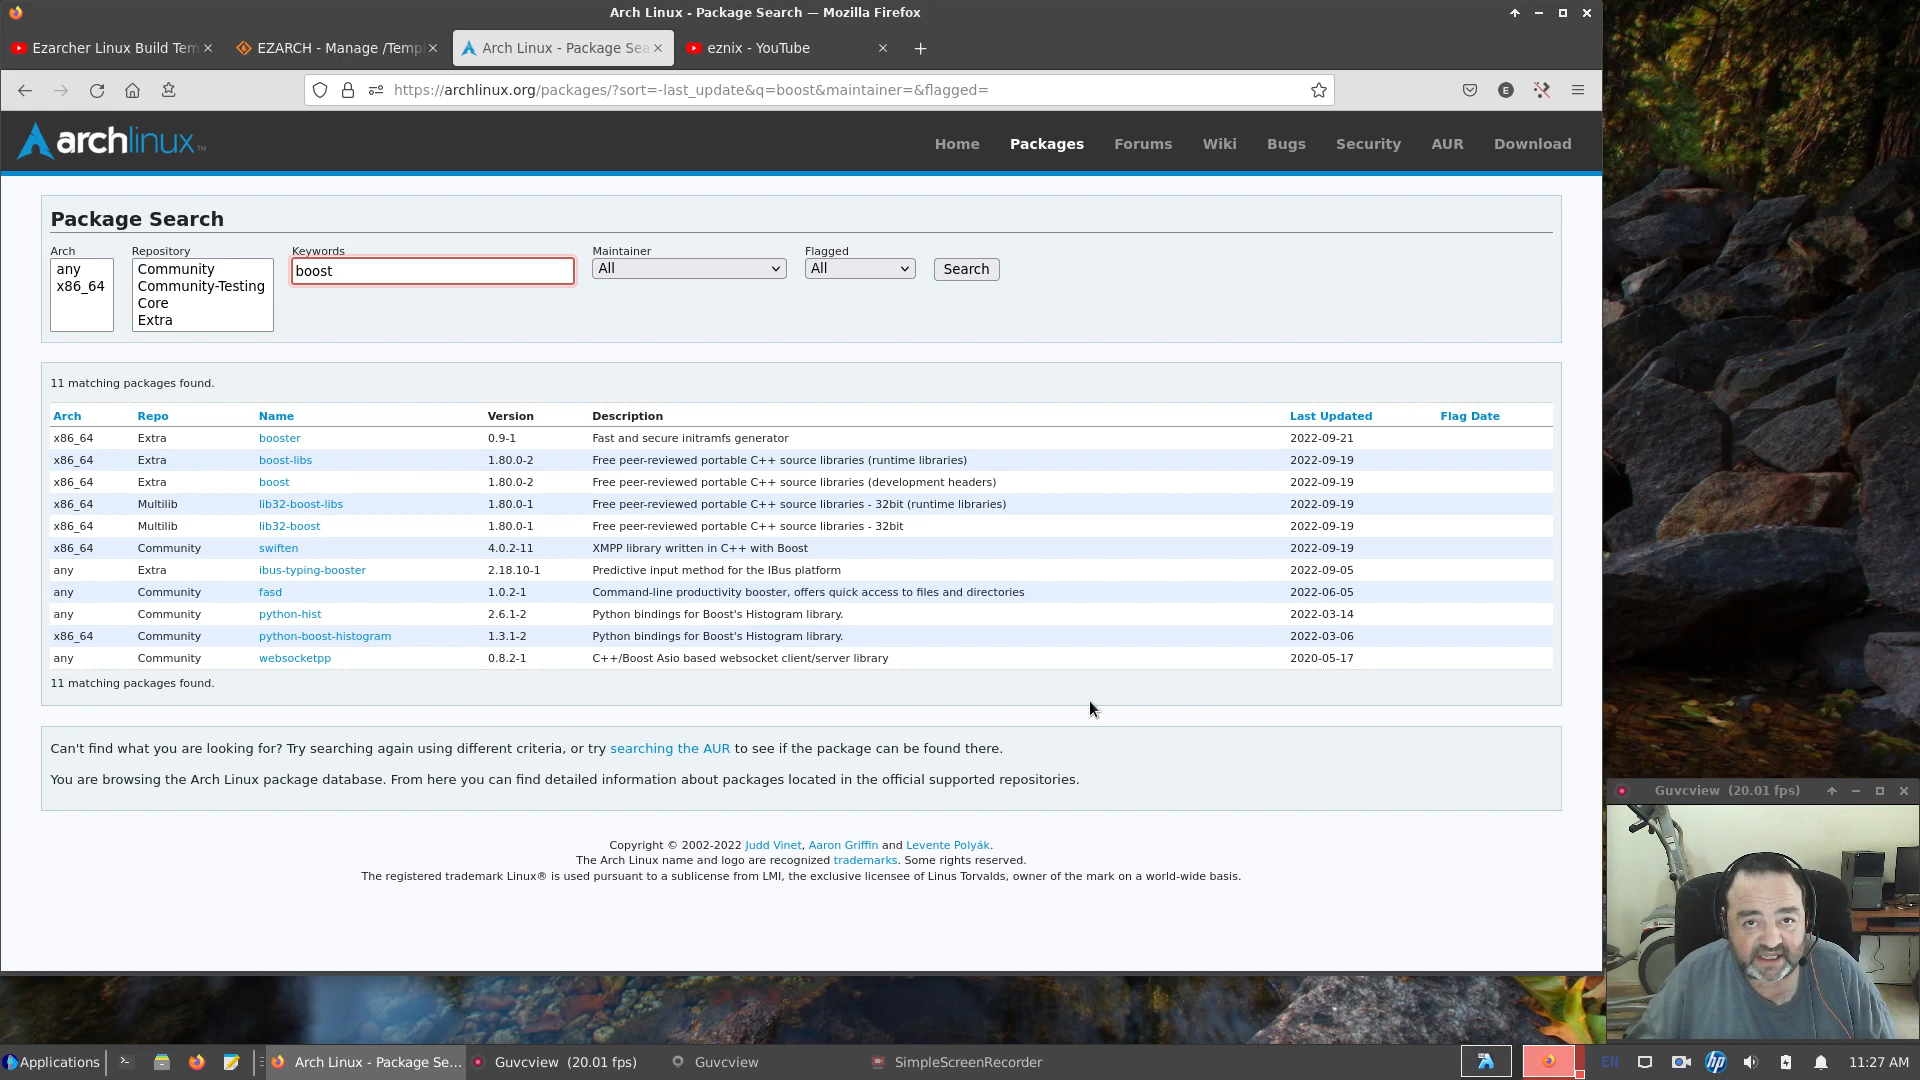 Arch Linux - Package Search — Mozilla Firefox
Ezarcher Linux Build Tem
EZARCH - Manage /Templ
Arch Linux - Package Sea
eznix - YouTube
https://archlinux.org/packages/?sort=-last_update&q=boost&maintainer=&flagged=
E
archlinux™
Home Packages Forums Wiki Bugs Security AUR Download
Package Search
Arch Repository Keywords Maintainer Flagged
any Community boost All All Search
x86_64 Community-Testing
Core
Extra
11 matching packages found.
Arch Repo Name Version Description Last Updated Flag Date
x86_64 Extra booster 0.9-1 Fast and secure initramfs generator 2022-09-21
x86_64 Extra boost-libs 1.80.0-2 Free peer-reviewed portable C++ source libraries (runtime libraries) 2022-09-19
x86_64 Extra boost 1.80.0-2 Free peer-reviewed portable C++ source libraries (development headers) 2022-09-19
x86_64 Multilib lib32-boost-libs 1.80.0-1 Free peer-reviewed portable C++ source libraries - 32bit (runtime libraries) 2022-09-19
x86_64 Multilib lib32-boost 1.80.0-1 Free peer-reviewed portable C++ source libraries - 32bit 2022-09-19
x86_64 Community swiften 4.0.2-11 XMPP library written in C++ with Boost 2022-09-19
any Extra ibus-typing-booster 2.18.10-1 Predictive input method for the IBus platform 2022-09-05
any Community fasd 1.0.2-1 Command-line productivity booster, offers quick access to files and directories 2022-06-05
any Community python-hist 2.6.1-2 Python bindings for Boost's Histogram library. 2022-03-14
x86_64 Community python-boost-histogram 1.3.1-2 Python bindings for Boost's Histogram library. 2022-03-06
any Community websocketpp 0.8.2-1 C++/Boost Asio based websocket client/server library 2020-05-17
11 matching packages found.
Can't find what you are looking for? Try searching again using different criteria, or try searching the AUR to see if the package can be found there.
You are browsing the Arch Linux package database. From here you can find detailed information about packages located in the official supported repositories.
Copyright © 2002-2022 Judd Vinet, Aaron Griffin and Levente Polyák.
The Arch Linux name and logo are recognized trademarks. Some rights reserved.
The registered trademark Linux® is used pursuant to a sublicense from LMI, the exclusive licensee of Linus Torvalds, owner of the mark on a world-wide basis.
Guvcview (20.01 fps)
Applications
Arch Linux - Package Se...
Guvcview (20.01 fps)
Guvcview
SimpleScreenRecorder
EN
hp
11:27 AM